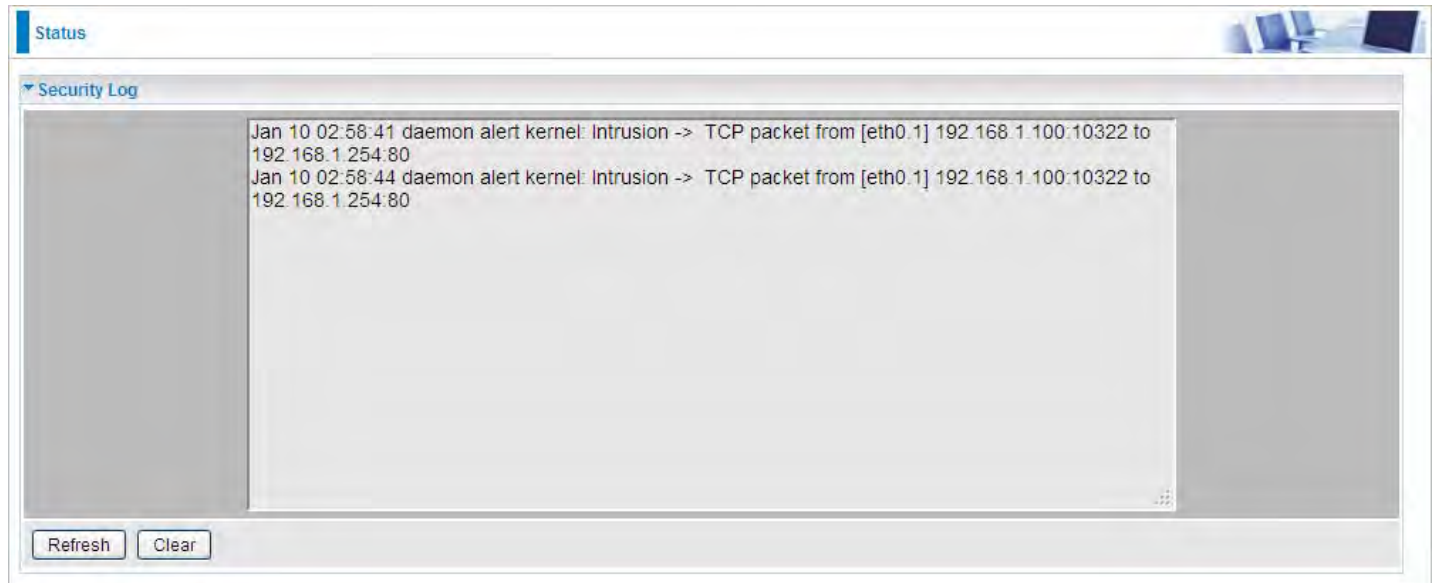 Status
Security Log
Jan 10 02:58:41 daemon alert kernel: Intrusion -> TCP packet from [eth0.1] 192.168.1.100:10322 to
192.168.1.254:80
Jan 10 02:58:44 daemon alert kernel: Intrusion -> TCP packet from [eth0.1] 192.168.1.100:10322 to
192.168.1.254:80
Refresh Clear